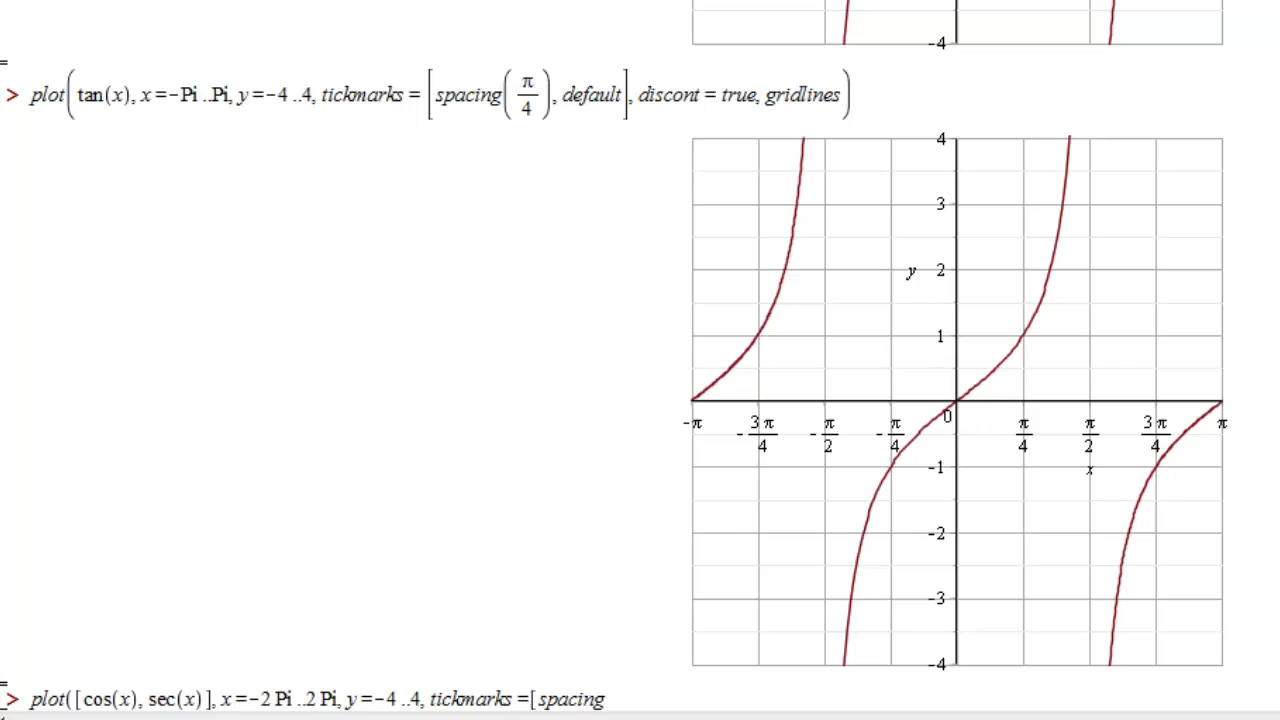 -4
> plot(tan(x), x=-Pi ..Pi, y=-4 ..4, tickmarks = [spacing(π/4), default], discont = true, gridlines)
4
3
y 2
1
-π -3π/4 -π/2 -π/4 0 π/4 π/2 3π/4 π
-1 x
-2
-3
-4
> plot([cos(x), sec(x)], x=-2 Pi ..2 Pi, y=-4 ..4, tickmarks =[spacing